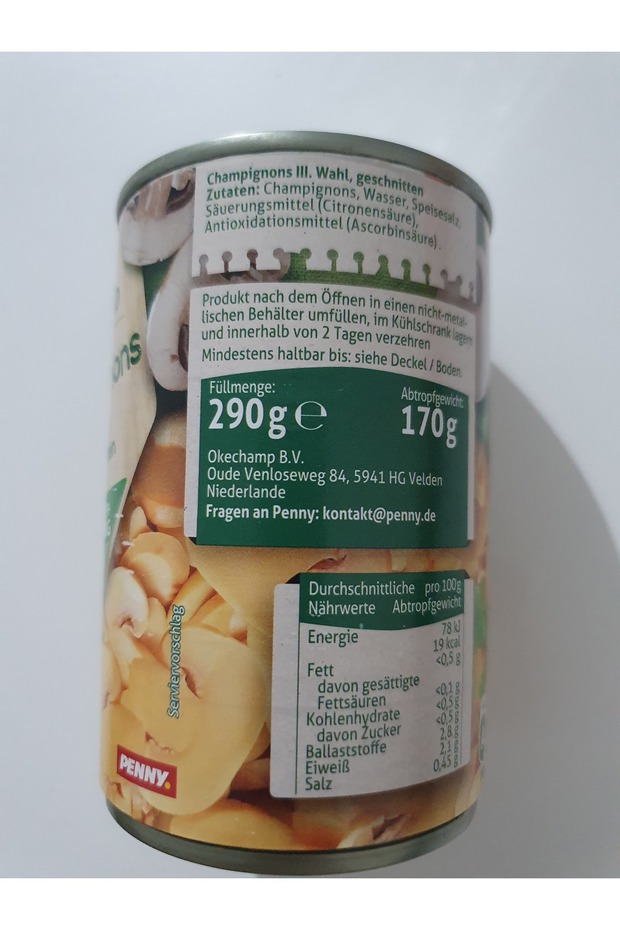 Champignons III. Wahl, geschnitten
Zutaten: Champignons, Wasser, Speisesalz,
Säuerungsmittel (Citronensäure),
Antioxidationsmittel (Ascorbinsäure).
Produkt nach dem Öffnen in einen nicht-metal-
lischen Behälter umfüllen, im Kühlschrank lagern
und innerhalb von 2 Tagen verzehren
Mindestens haltbar bis: siehe Deckel / Boden.
ons
Füllmenge: Abtropfgewicht:
290g e 170g
Okechamp B.V.
Oude Venloseweg 84, 5941 HG Velden
Niederlande
Fragen an Penny: kontakt@penny.de
Durchschnittliche pro 100g
Nährwerte Abtropfgewicht
Energie 78 kJ
19 kcal
Fett <0,5 g
davon gesättigte
Fettsäuren <0,1 g
Kohlenhydrate <0,5 g
davon Zucker <0,5 g
Ballaststoffe 2,8 g
Eiweiß 2,1 g
Salz 0,45 g
Serviervorschlag
PENNY.